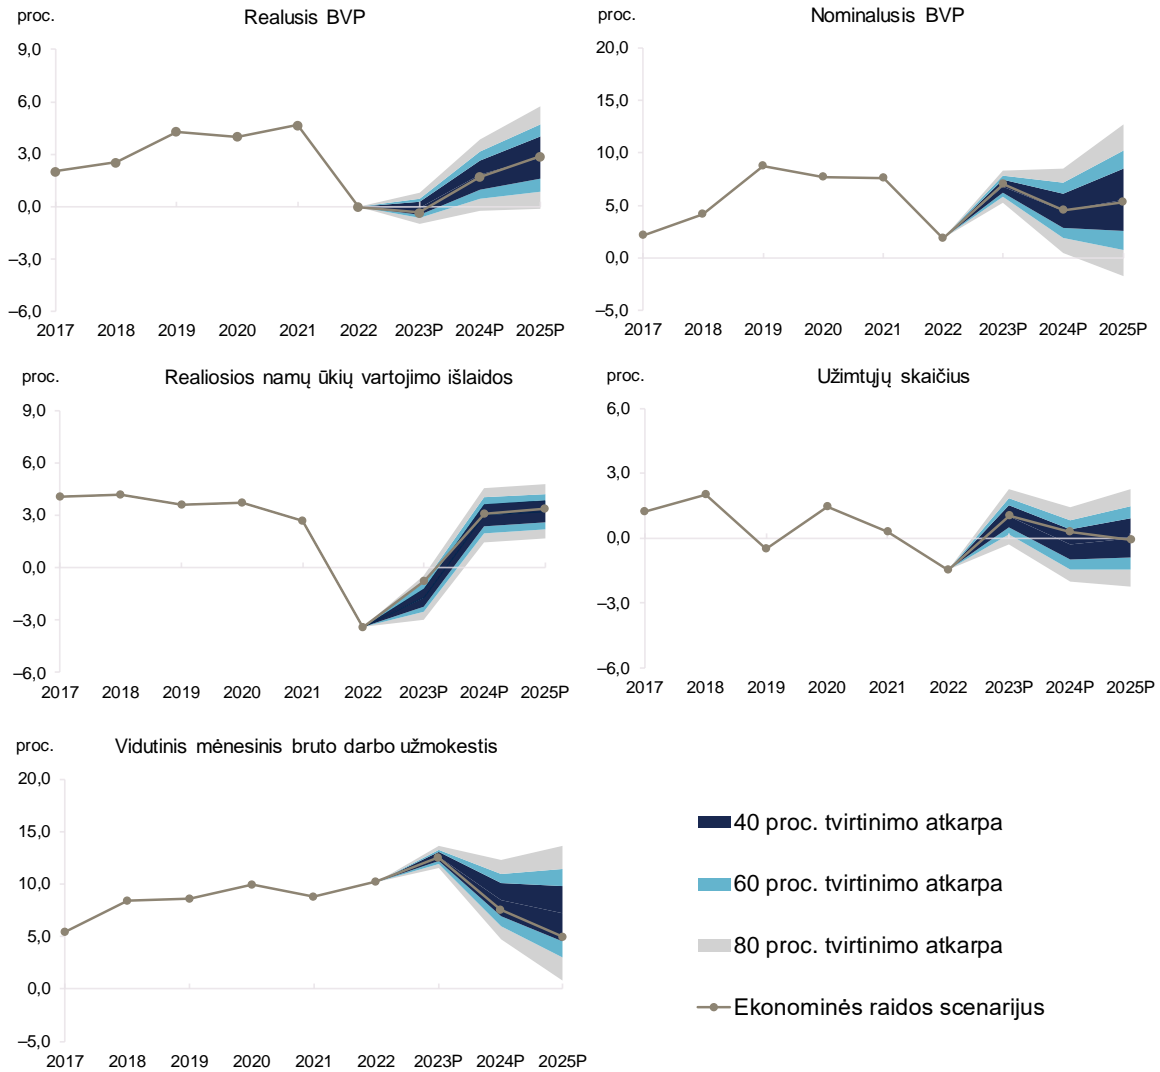 proc.
Realusis BVP
9,0
6,0
3,0
0,0
–3,0
–6,0
2017 2018 2019 2020 2021 2022 2023P 2024P 2025P
proc.
Nominalusis BVP
20,0
15,0
10,0
5,0
0,0
–5,0
2017 2018 2019 2020 2021 2022 2023P 2024P 2025P
proc.
Realiosios namų ūkių vartojimo išlaidos
9,0
6,0
3,0
0,0
–3,0
–6,0
2017 2018 2019 2020 2021 2022 2023P 2024P 2025P
proc.
Užimtųjų skaičius
6,0
3,0
0,0
–3,0
–6,0
2017 2018 2019 2020 2021 2022 2023P 2024P 2025P
proc.
Vidutinis mėnesinis bruto darbo užmokestis
20,0
15,0
10,0
5,0
0,0
–5,0
2017 2018 2019 2020 2021 2022 2023P 2024P 2025P
40 proc. tvirtinimo atkarpa
60 proc. tvirtinimo atkarpa
80 proc. tvirtinimo atkarpa
Ekonominės raidos scenarijus